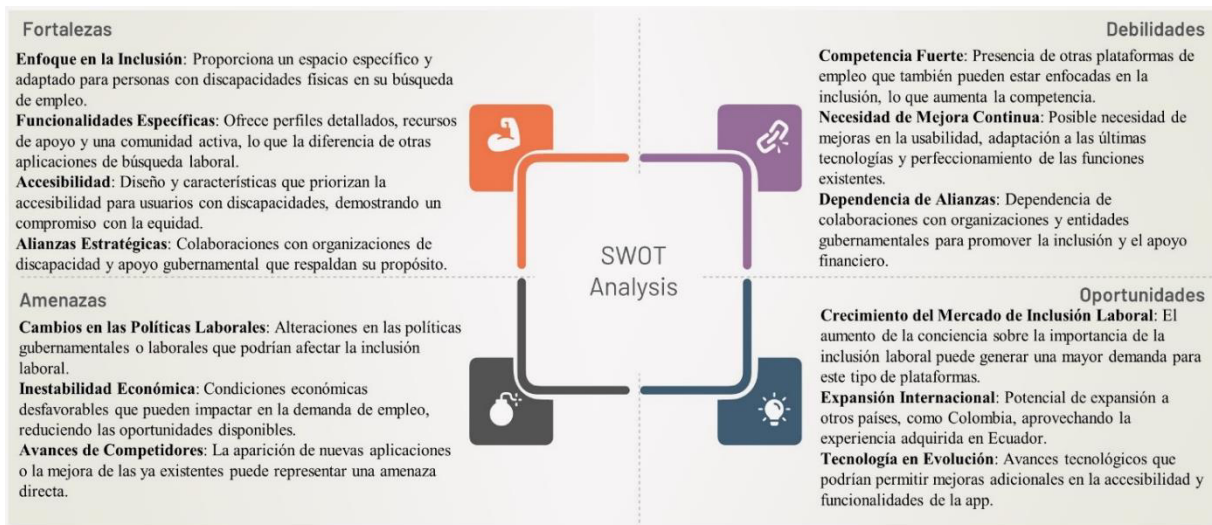 Fortalezas
Enfoque en la Inclusión: Proporciona un espacio específico y
adaptado para personas con discapacidades físicas en su búsqueda
de empleo.
Funcionalidades Específicas: Ofrece perfiles detallados, recursos
de apoyo y una comunidad activa, lo que la diferencia de otras
aplicaciones de búsqueda laboral.
Accesibilidad: Diseño y características que priorizan la
accesibilidad para usuarios con discapacidades, demostrando un
compromiso con la equidad.
Alianzas Estratégicas: Colaboraciones con organizaciones de
discapacidad y apoyo gubernamental que respaldan su propósito.
Debilidades
Competencia Fuerte: Presencia de otras plataformas de
empleo que también pueden estar enfocadas en la
inclusión, lo que aumenta la competencia.
Necesidad de Mejora Continua: Posible necesidad de
mejoras en la usabilidad, adaptación a las últimas
tecnologías y perfeccionamiento de las funciones
existentes.
Dependencia de Alianzas: Dependencia de
colaboraciones con organizaciones y entidades
gubernamentales para promover la inclusión y el apoyo
financiero.
SWOT
Analysis
Amenazas
Cambios en las Políticas Laborales: Alteraciones en las políticas
gubernamentales o laborales que podrían afectar la inclusión
laboral.
Inestabilidad Económica: Condiciones económicas
desfavorables que pueden impactar en la demanda de empleo,
reduciendo las oportunidades disponibles.
Avances de Competidores: La aparición de nuevas aplicaciones
o la mejora de las ya existentes puede representar una amenaza
directa.
Oportunidades
Crecimiento del Mercado de Inclusión Laboral: El
aumento de la conciencia sobre la importancia de la
inclusión laboral puede generar una mayor demanda para
este tipo de plataformas.
Expansión Internacional: Potencial de expansión a
otros países, como Colombia, aprovechando la
experiencia adquirida en Ecuador.
Tecnología en Evolución: Avances tecnológicos que
podrían permitir mejoras adicionales en la accesibilidad y
funcionalidades de la app.